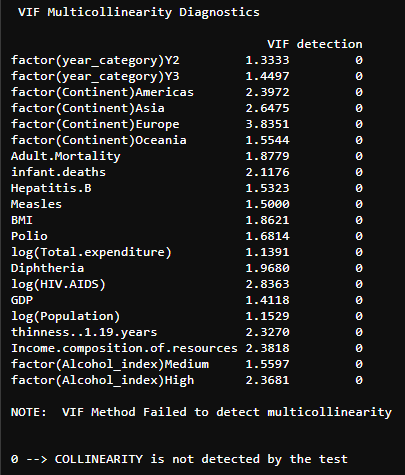 VIF Multicollinearity Diagnostics
VIF detection
factor(year_category)Y2 1.3333 0
factor(year_category)Y3 1.4497 0
factor(Continent)Americas 2.3972 0
factor(Continent)Asia 2.6475 0
factor(Continent)Europe 3.8351 0
factor(Continent)Oceania 1.5544 0
Adult.Mortality 1.8779 0
infant.deaths 2.1176 0
Hepatitis.B 1.5323 0
Measles 1.5000 0
BMI 1.8621 0
Polio 1.6814 0
log(Total.expenditure) 1.1391 0
Diphtheria 1.9680 0
log(HIV.AIDS) 2.8363 0
GDP 1.4118 0
log(Population) 1.1529 0
thinness..1.19.years 2.3270 0
Income.composition.of.resources 2.3818 0
factor(Alcohol_index)Medium 1.5597 0
factor(Alcohol_index)High 2.3681 0
NOTE:  VIF Method Failed to detect multicollinearity
0 --> COLLINEARITY is not detected by the test